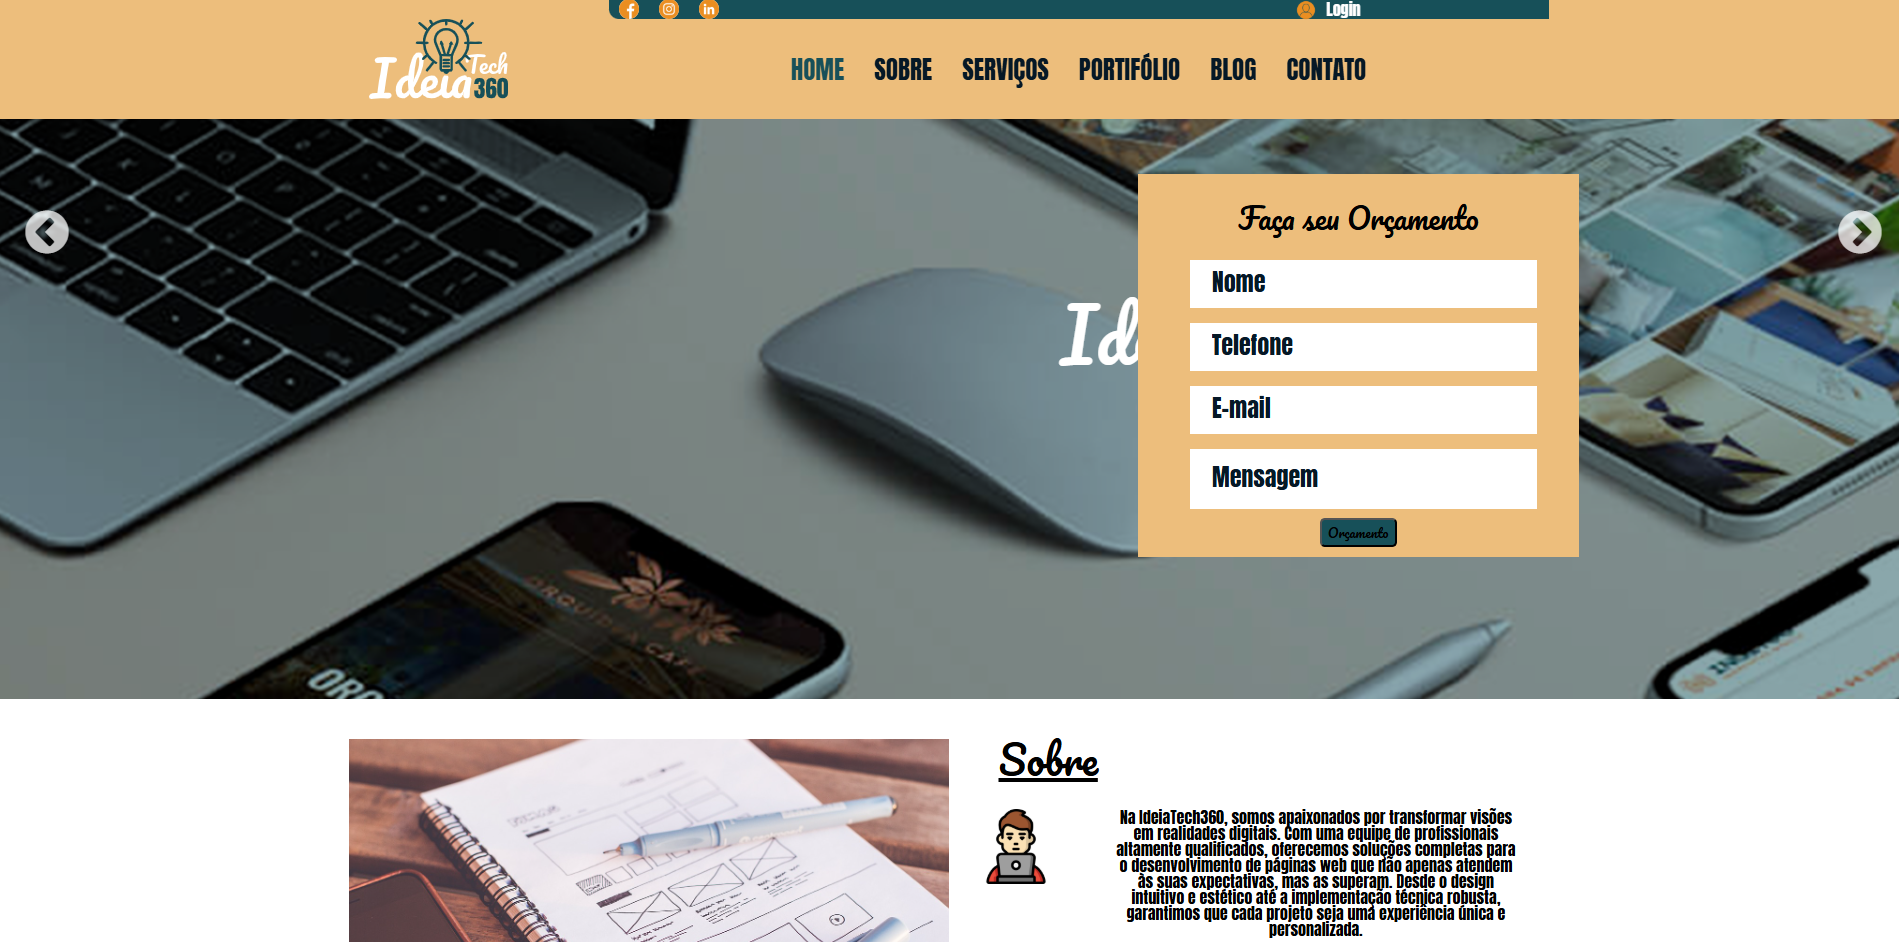 Login
Ideia
Tech
360
HOME SOBRE SERVIÇOS PORTIFÓLIO BLOG CONTATO
Faça seu Orçamento
Nome
Telefone
E-mail
Mensagem
Orçamento
Sobre
Na IdeiaTech360, somos apaixonados por transformar visões
em realidades digitais. Com uma equipe de profissionais
altamente qualificados, oferecemos soluções completas para
o desenvolvimento de páginas web que não apenas atendem
às suas expectativas, mas as superam. Desde o design
intuitivo e estético até a implementação técnica robusta,
garantimos que cada projeto seja uma experiência única e
personalizada.